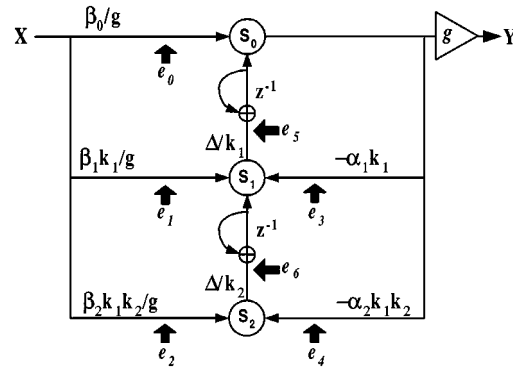 X β₀/g S₀ g Y
e₀
z⁻¹
e₅
Δ/k₁
β₁k₁/g S₁ −α₁k₁
e₁ e₃
z⁻¹
e₆
Δ/k₂
β₂k₁k₂/g S₂ −α₂k₁k₂
e₂ e₄